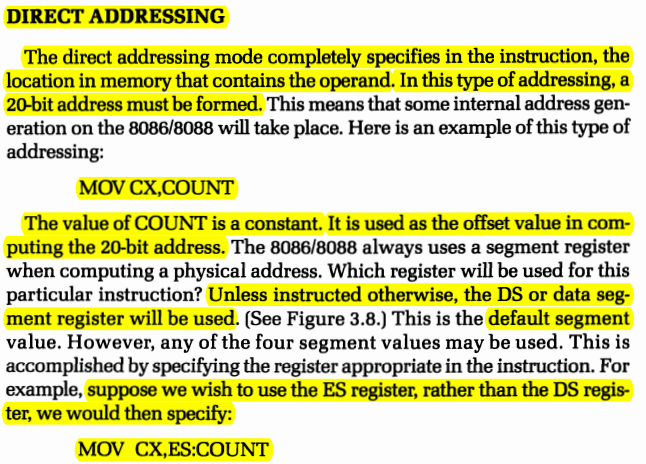 DIRECT ADDRESSING
The direct addressing mode completely specifies in the instruction, the
location in memory that contains the operand. In this type of addressing, a
20-bit address must be formed. This means that some internal address gen-
eration on the 8086/8088 will take place. Here is an example of this type of
addressing:
MOV CX,COUNT
The value of COUNT is a constant. It is used as the offset value in com-
puting the 20-bit address. The 8086/8088 always uses a segment register
when computing a physical address. Which register will be used for this
particular instruction? Unless instructed otherwise, the DS or data seg-
ment register will be used. (See Figure 3.8.) This is the default segment
value. However, any of the four segment values may be used. This is
accomplished by specifying the register appropriate in the instruction. For
example, suppose we wish to use the ES register, rather than the DS regis-
ter, we would then specify:
MOV CX,ES:COUNT